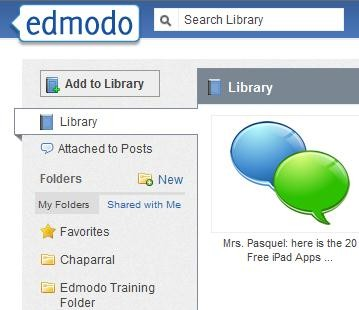 edmodo
Search Library
Add to Library
Library
Library
Attached to Posts
Folders
New
My Folders
Shared with Me
Favorites
Chaparral
Edmodo Training
Folder
Mrs. Pasquel: here is the 20
Free iPad Apps ...